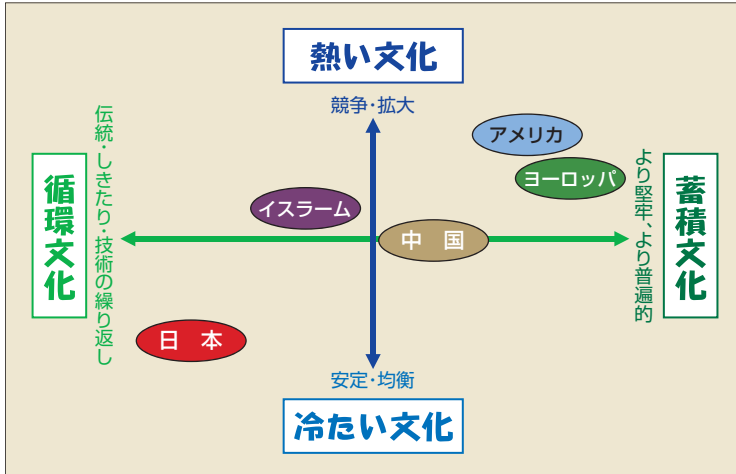 熱い文化
競争・拡大
アメリカ
ヨーロッパ
イスラーム
中 国
日 本
循環文化
伝統・しきたり・技術の繰り返し
より堅牢、より普遍的
蓄積文化
安定・均衡
冷たい文化